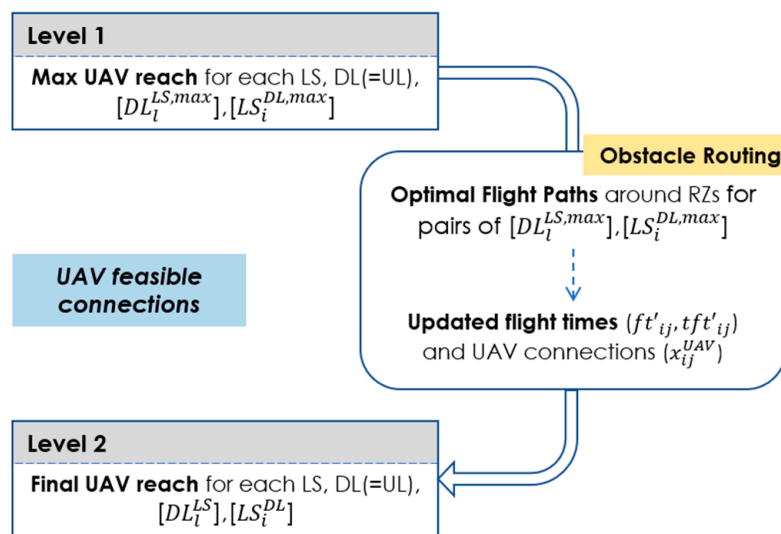 Level 1
Max UAV reach for each LS, DL(=UL),
[DL_l^{LS,max}],[LS_i^{DL,max}]
Obstacle Routing
Optimal Flight Paths around RZs for
pairs of [DL_l^{LS,max}],[LS_i^{DL,max}]
UAV feasible
connections
Updated flight times (ft'_{ij}, tft'_{ij})
and UAV connections (x_{ij}^{UAV})
Level 2
Final UAV reach for each LS, DL(=UL),
[DL_l^{LS}],[LS_i^{DL}]